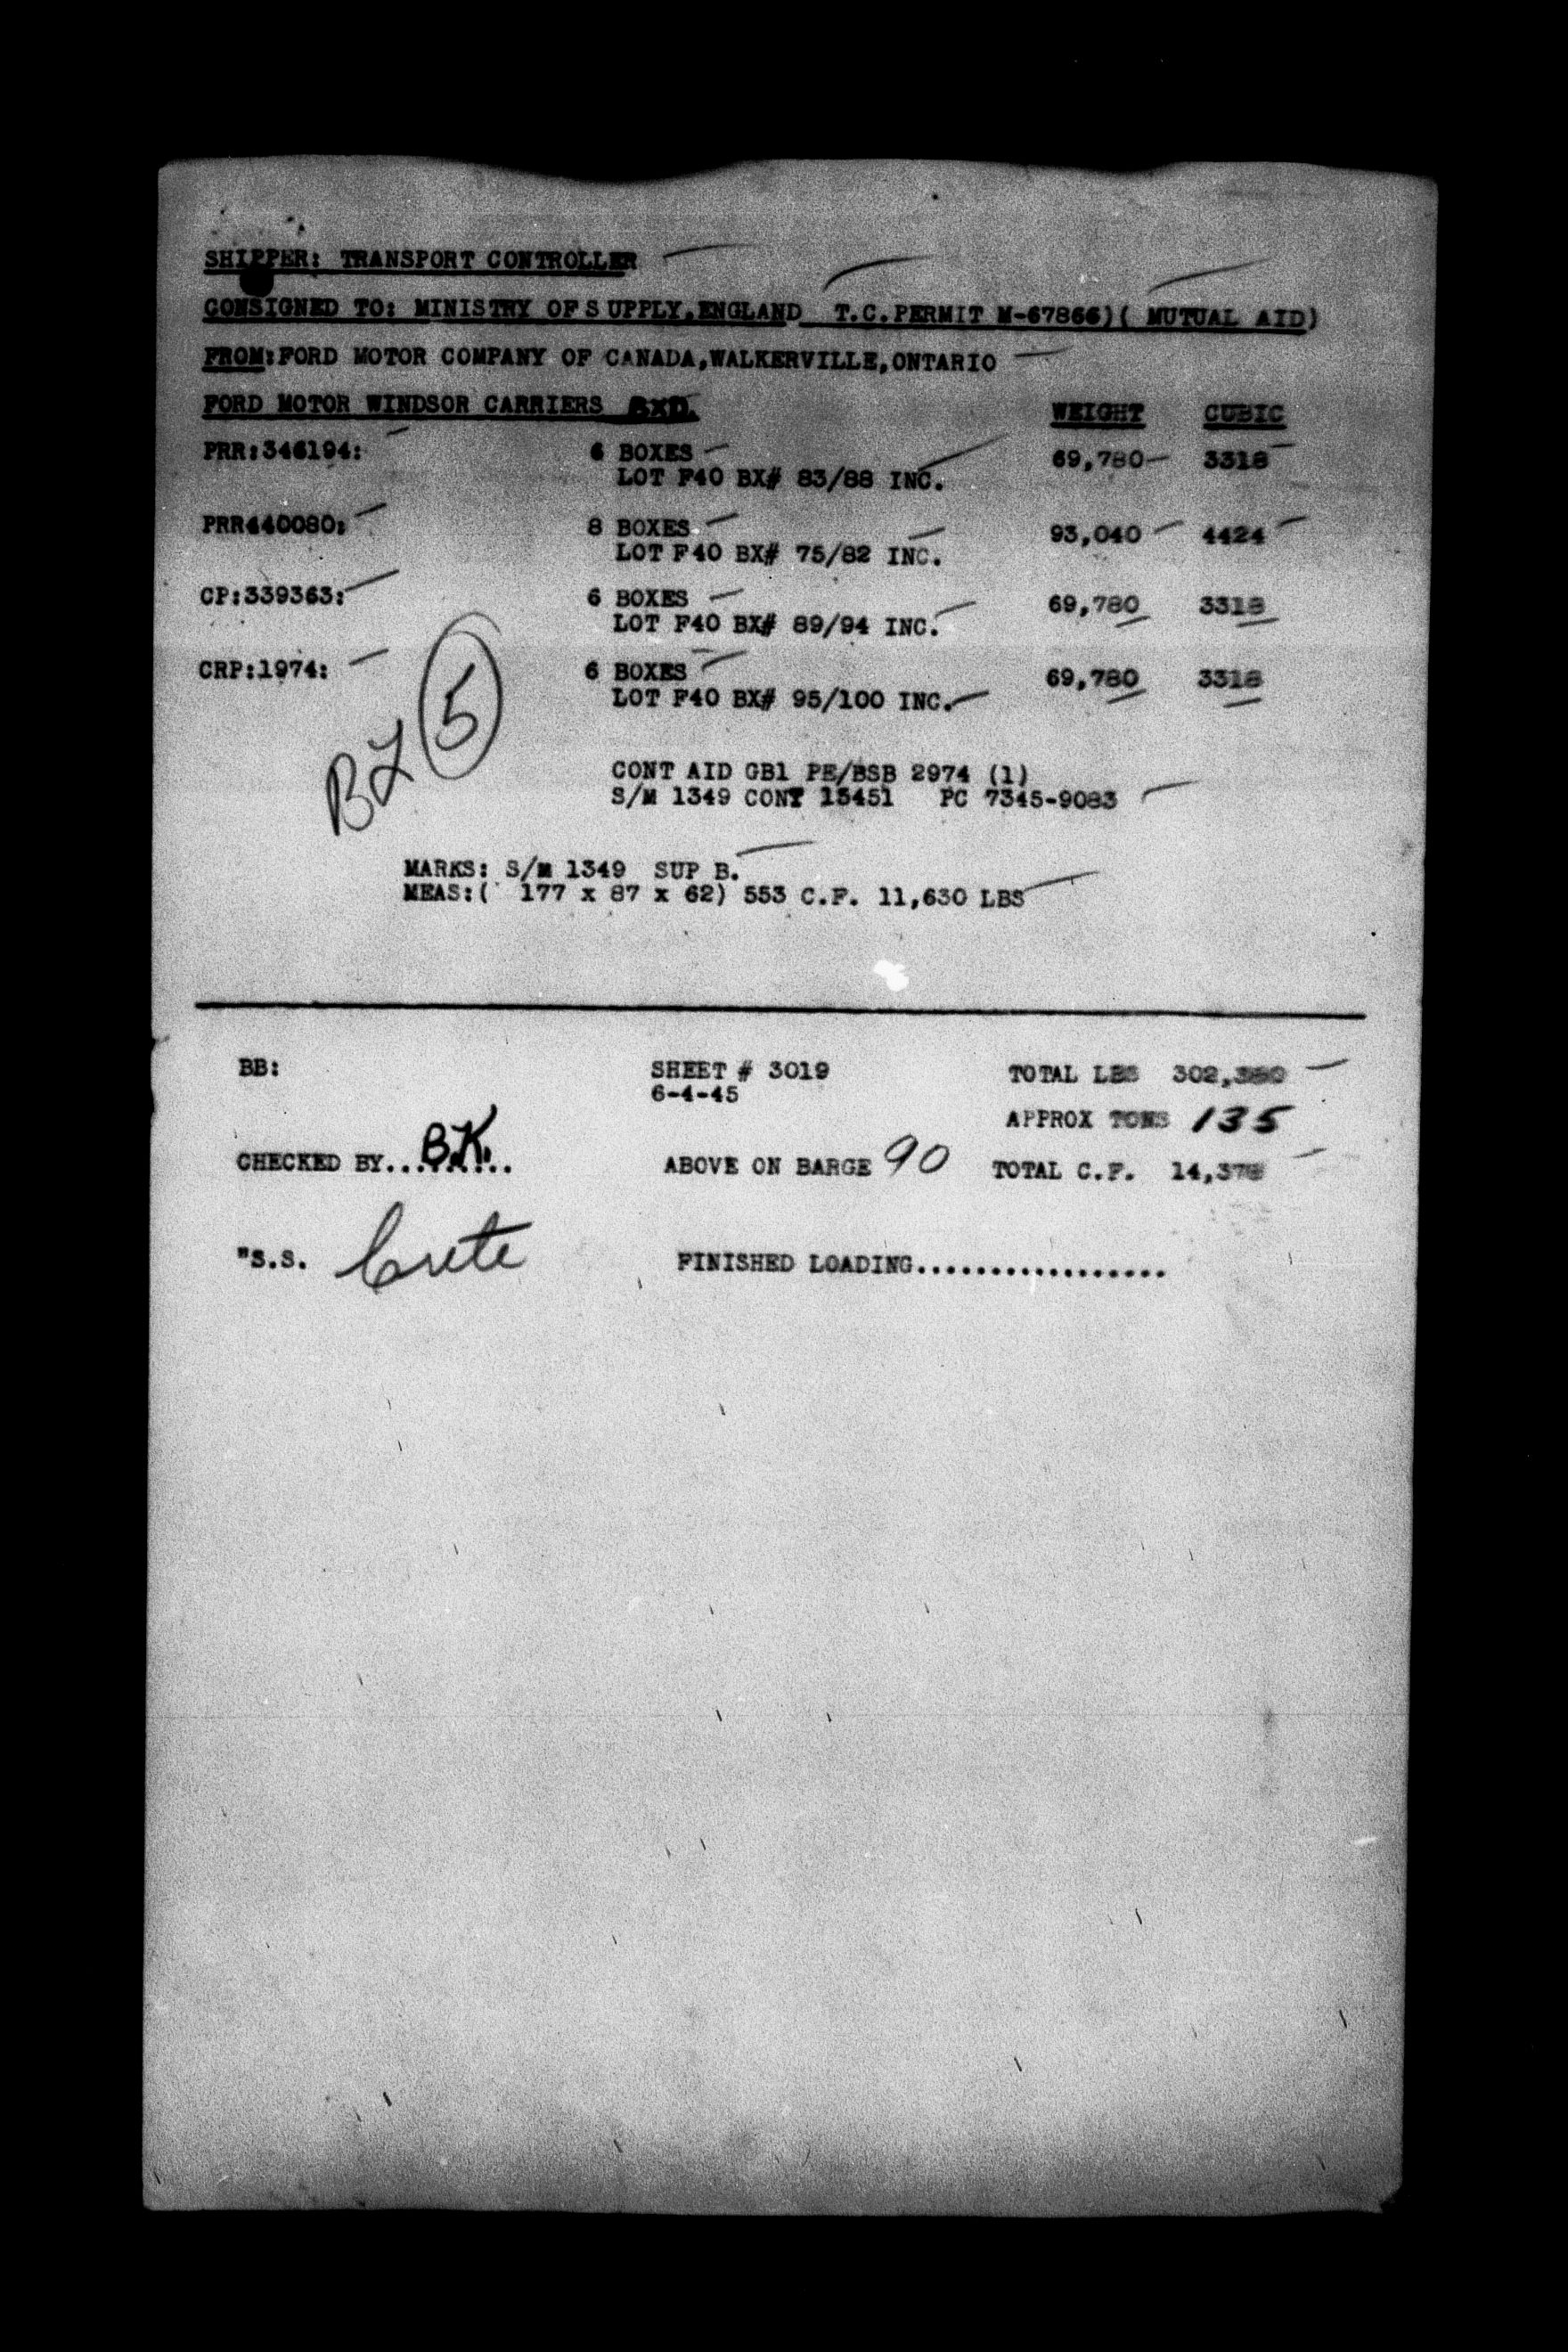 SHIPPER: TRANSPORT CONTROLLER
CONSIGNED TO: MINISTRY OF S UPPLY,ENGLAND T.C.PERMIT M-67866)( MUTUAL AID)
FROM:FORD MOTOR COMPANY OF CANADA,WALKERVILLE,ONTARIO
FORD MOTOR WINDSOR CARRIERS BXD. WEIGHT CUBIC
PRR:346194: 6 BOXES 69,780 3318
LOT F40 BX# 83/88 INC.
PRR440080: 8 BOXES 93,040 4424
LOT F40 BX# 75/82 INC.
CP:339363: 6 BOXES 69,780 3318
LOT F40 BX# 89/94 INC.
CRP:1974: 6 BOXES 69,780 3318
LOT F40 BX# 95/100 INC.
BL 5
CONT AID GB1 PE/BSB 2974 (1)
S/M 1349 CONT 15451 PC 7345-9083
MARKS: S/M 1349 SUP B.
MEAS:( 177 x 87 x 62) 553 C.F. 11,630 LBS
BB: SHEET # 3019 TOTAL LBS 302,380
6-4-45
APPROX TONS 135
CHECKED BY......... B.K. ABOVE ON BARGE 90 TOTAL C.F. 14,378
"S.S. Crete FINISHED LOADING.................